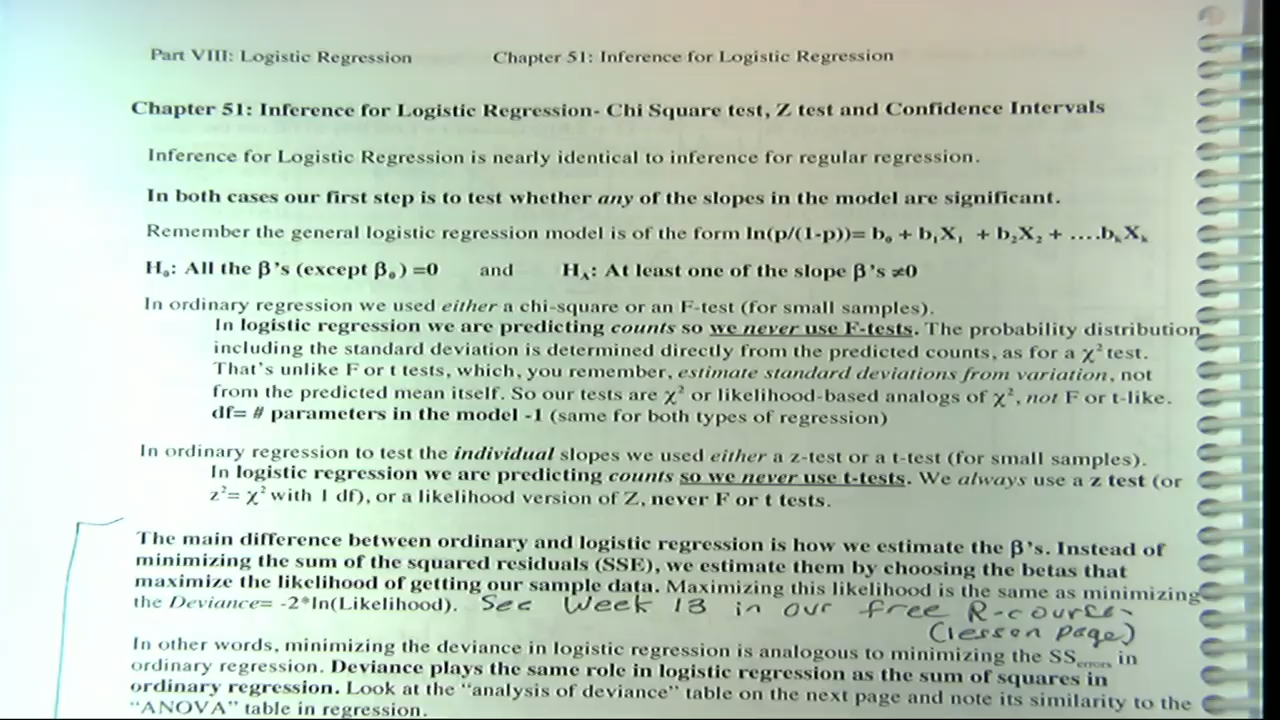 Part VIII: Logistic Regression Chapter 51: Inference for Logistic Regression
Chapter 51: Inference for Logistic Regression- Chi Square test, Z test and Confidence Intervals
Inference for Logistic Regression is nearly identical to inference for regular regression.
In both cases our first step is to test whether any of the slopes in the model are significant.
Remember the general logistic regression model is of the form ln(p/(1-p))= b₀ + b₁X₁ + b₂X₂ + ….bₖXₖ
H₀: All the β's (except β₀) =0 and Hₐ: At least one of the slope β's ≠0
In ordinary regression we used either a chi-square or an F-test (for small samples).
In logistic regression we are predicting counts so we never use F-tests. The probability distribution
including the standard deviation is determined directly from the predicted counts, as for a χ² test.
That's unlike F or t tests, which, you remember, estimate standard deviations from variation, not
from the predicted mean itself. So our tests are χ² or likelihood-based analogs of χ², not F or t-like.
df= # parameters in the model -1 (same for both types of regression)
In ordinary regression to test the individual slopes we used either a z-test or a t-test (for small samples).
In logistic regression we are predicting counts so we never use t-tests. We always use a z test (or
z²= χ² with 1 df), or a likelihood version of Z, never F or t tests.
The main difference between ordinary and logistic regression is how we estimate the β's. Instead of
minimizing the sum of the squared residuals (SSE), we estimate them by choosing the betas that
maximize the likelihood of getting our sample data. Maximizing this likelihood is the same as minimizing
the Deviance= -2*ln(Likelihood). See Week 13 in our free R-course.
(lesson page)
In other words, minimizing the deviance in logistic regression is analogous to minimizing the SSₑᵣᵣₒᵣₛ in
ordinary regression. Deviance plays the same role in logistic regression as the sum of squares in
ordinary regression. Look at the "analysis of deviance" table on the next page and note its similarity to the
"ANOVA" table in regression.